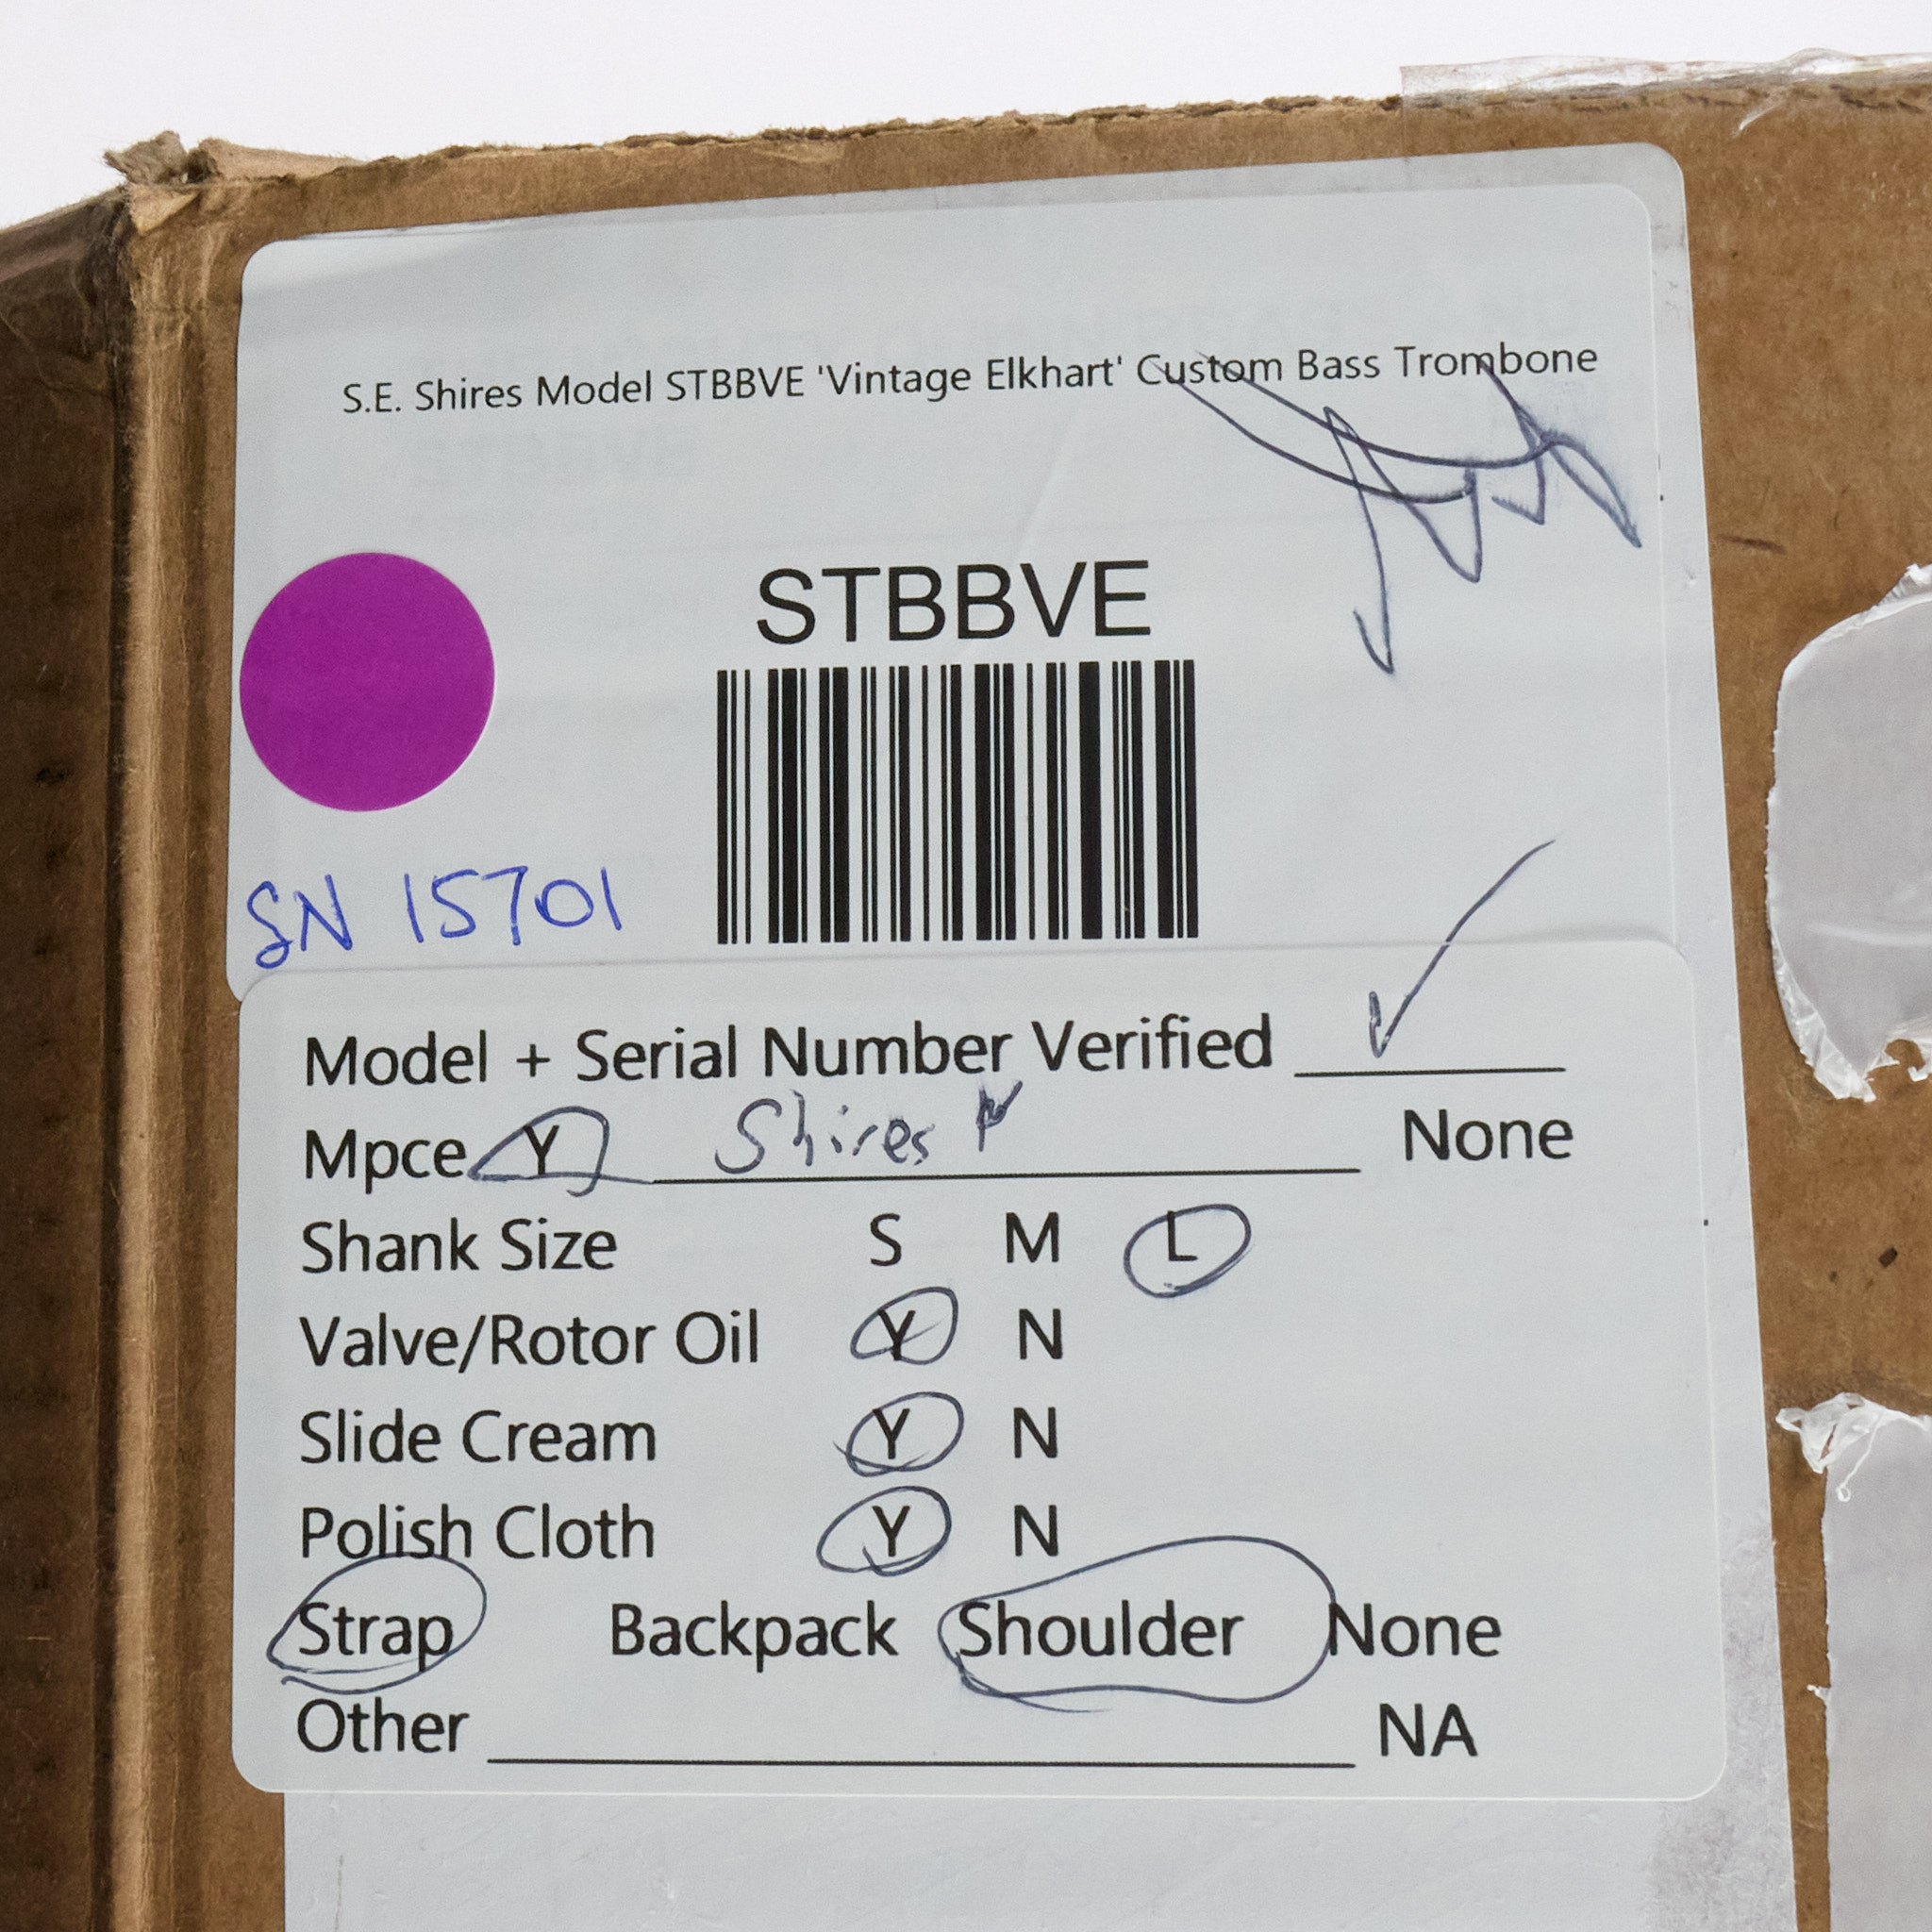 S.E. Shires Model STBBVE 'Vintage Elkhart' Custom Bass Trombone
STBBVE
SN 15701
Model + Serial Number Verified ✓
Mpce Y Shires None
Shank Size S M L
Valve/Rotor Oil Y N
Slide Cream Y N
Polish Cloth Y N
Strap Backpack Shoulder None
Other NA